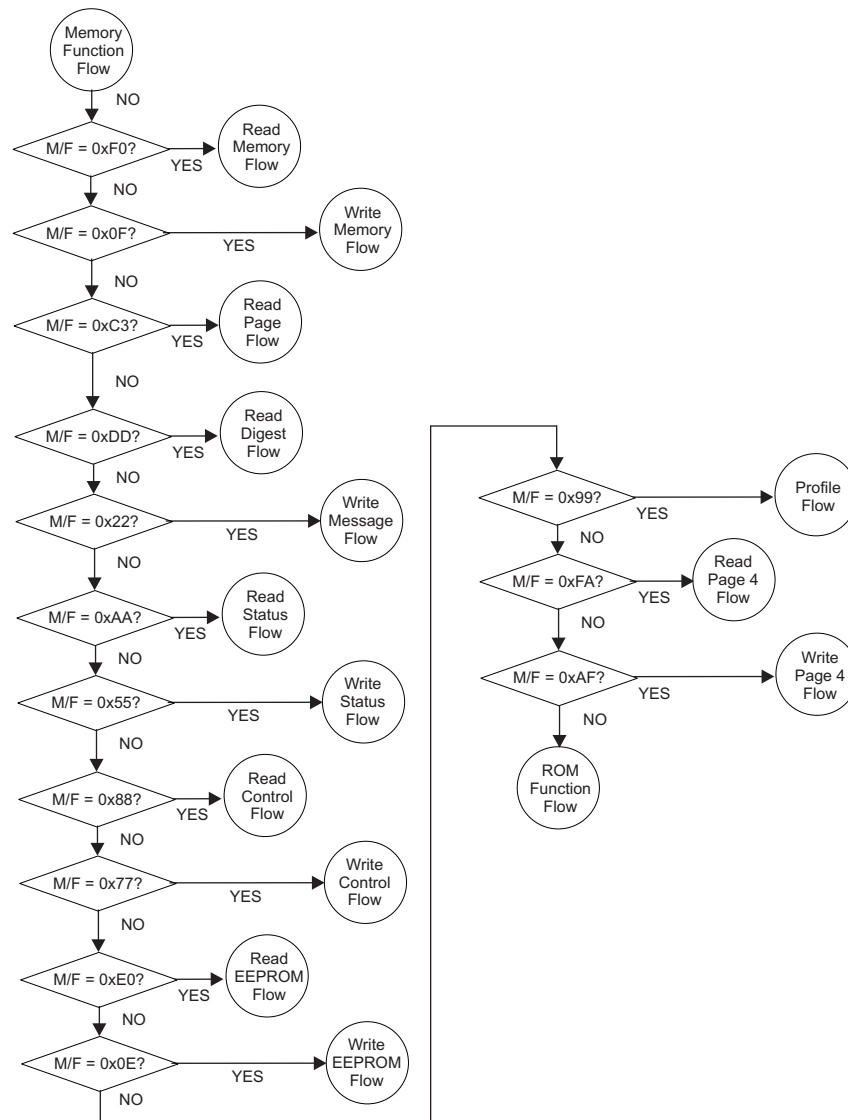 Memory
Function
Flow
NO
M/F = 0xF0?
YES
Read
Memory
Flow
NO
M/F = 0x0F?
YES
Write
Memory
Flow
NO
M/F = 0xC3?
YES
Read
Page
Flow
NO
M/F = 0xDD?
YES
Read
Digest
Flow
NO
M/F = 0x22?
YES
Write
Message
Flow
NO
M/F = 0xAA?
YES
Read
Status
Flow
NO
M/F = 0x55?
YES
Write
Status
Flow
NO
M/F = 0x88?
YES
Read
Control
Flow
NO
M/F = 0x77?
YES
Write
Control
Flow
NO
M/F = 0xE0?
YES
Read
EEPROM
Flow
NO
M/F = 0x0E?
YES
Write
EEPROM
Flow
NO
M/F = 0x99?
YES
Profile
Flow
NO
M/F = 0xFA?
YES
Read
Page 4
Flow
NO
M/F = 0xAF?
YES
Write
Page 4
Flow
NO
ROM
Function
Flow